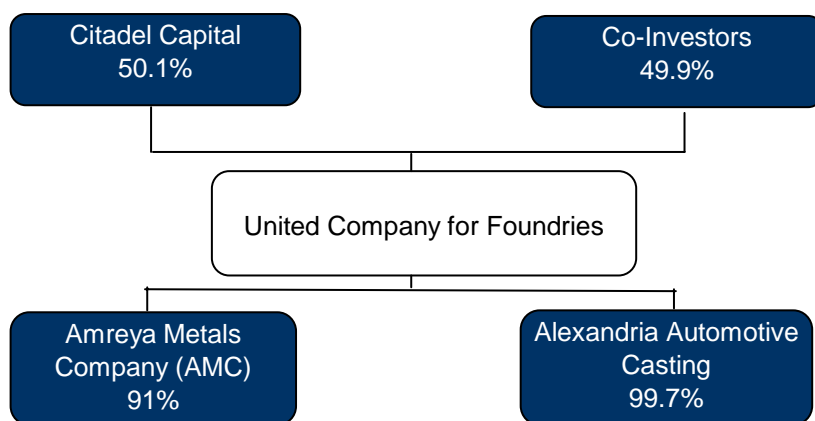 Citadel Capital
50.1%
Co-Investors
49.9%
United Company for Foundries
Amreya Metals
Company (AMC)
91%
Alexandria Automotive
Casting
99.7%